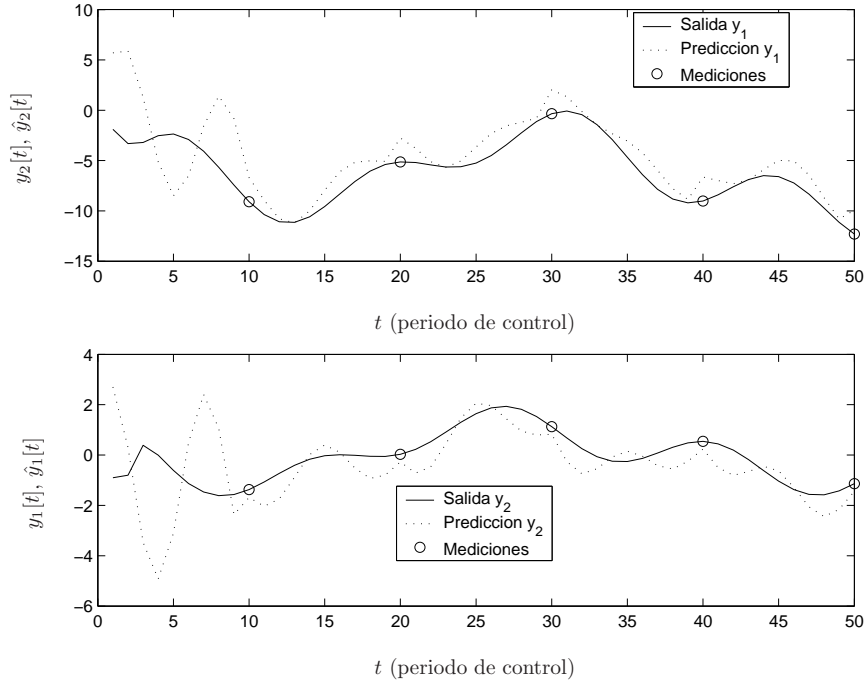 10
5
0
−5
−10
−15
0 5 10 15 20 25 30 35 40 45 50
y₂[t], ŷ₂[t]
Salida y₁
Prediccion y₁
Mediciones
t (periodo de control)
4
2
0
−2
−4
−6
0 5 10 15 20 25 30 35 40 45 50
y₁[t], ŷ₁[t]
Salida y₂
Prediccion y₂
Mediciones
t (periodo de control)